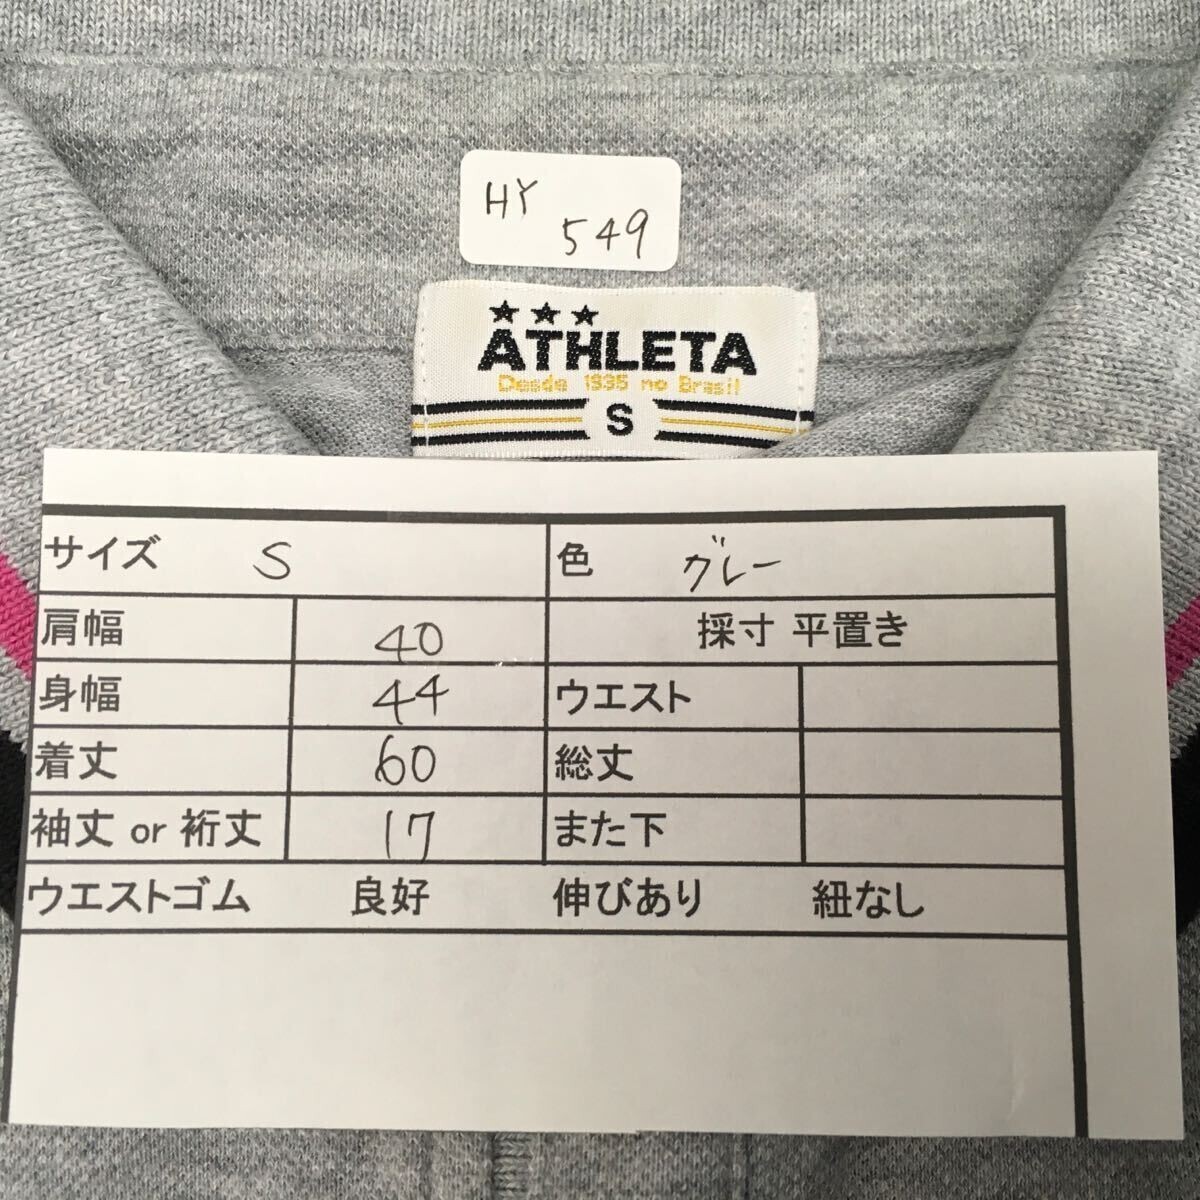 HY
549
★★★
ATHLETA
Desde 1935 no Brasil
S
サイズ S 色 グレー
肩幅 40 採寸 平置き
身幅 44 ウエスト
着丈 60 総丈
袖丈 or 裄丈 17 また下
ウエストゴム 良好 伸びあり 紐なし